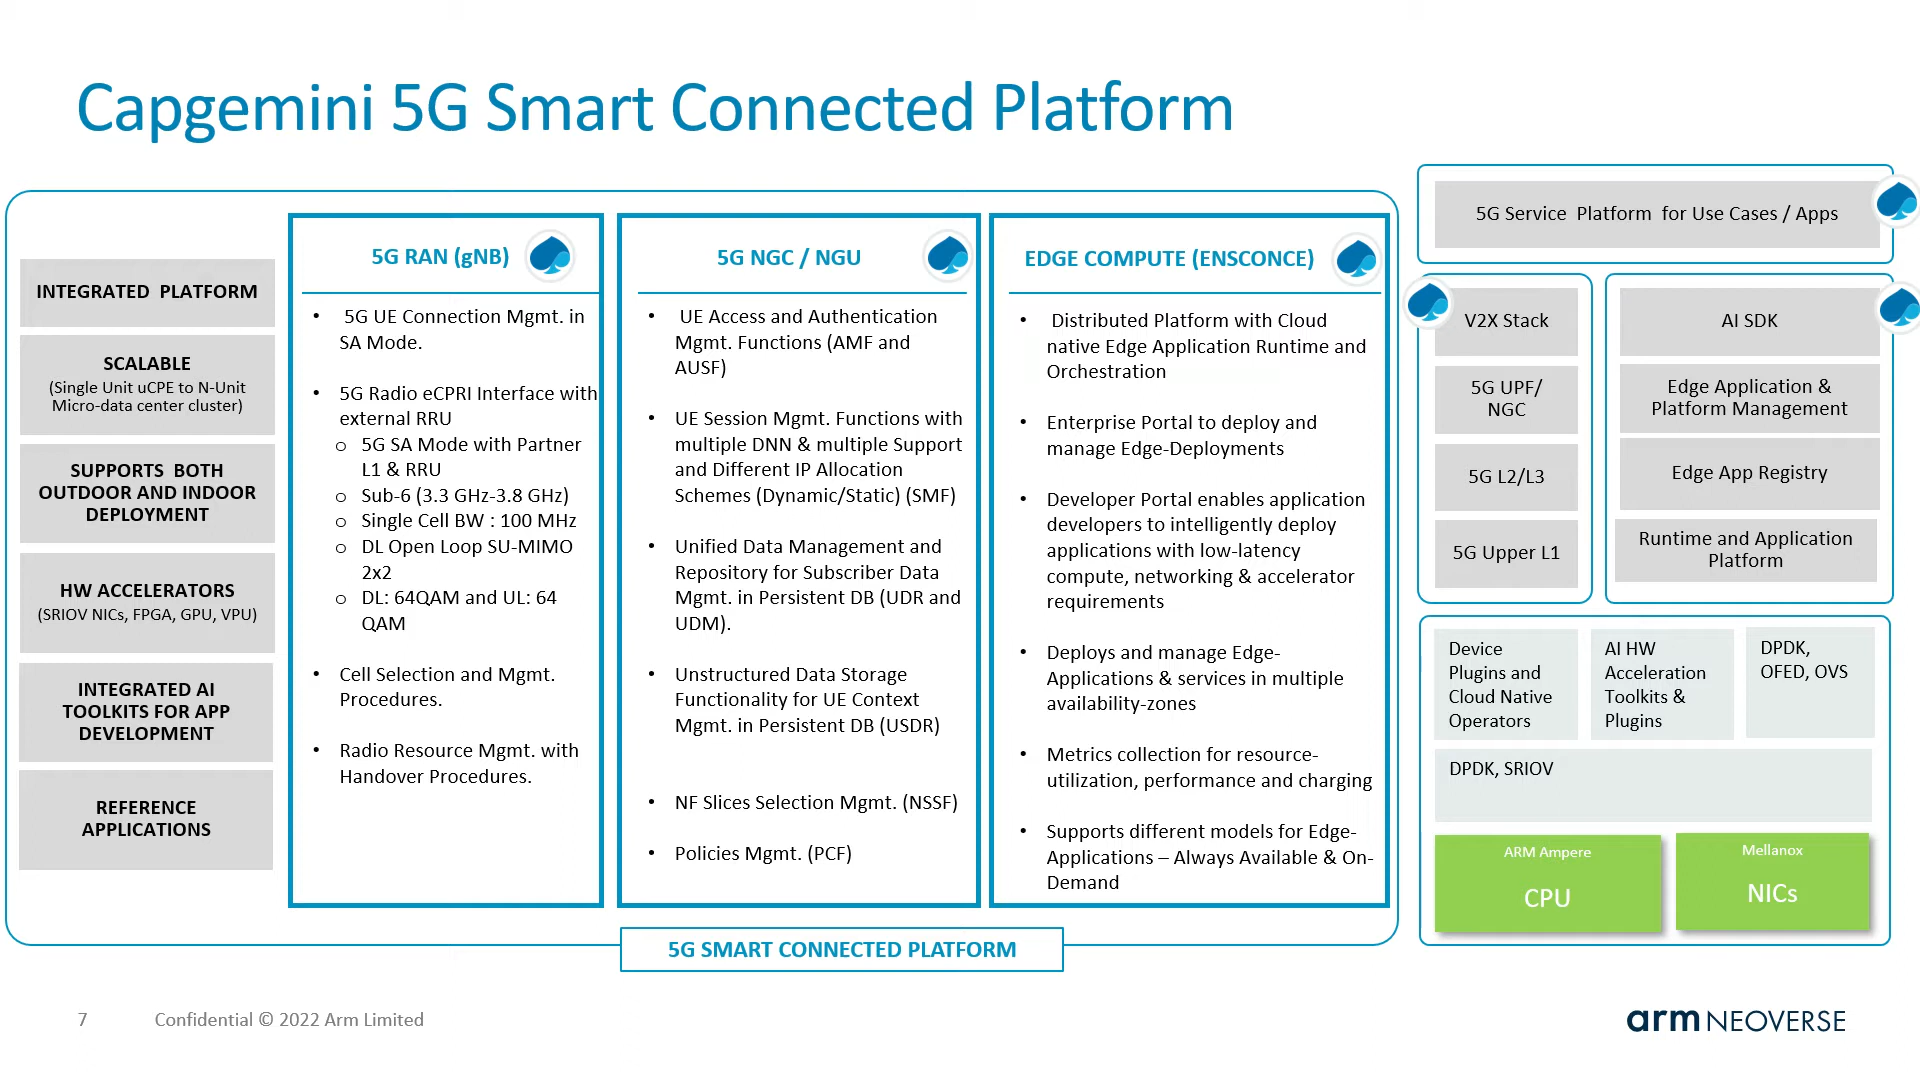 Capgemini 5G Smart Connected Platform
INTEGRATED PLATFORM
SCALABLE
(Single Unit uCPE to N-Unit
Micro-data center cluster)
SUPPORTS BOTH
OUTDOOR AND INDOOR
DEPLOYMENT
HW ACCELERATORS
(SRIOV NICs, FPGA, GPU, VPU)
INTEGRATED AI
TOOLKITS FOR APP
DEVELOPMENT
REFERENCE
APPLICATIONS
5G RAN (gNB)
• 5G UE Connection Mgmt. in
SA Mode.
• 5G Radio eCPRI Interface with
external RRU
o 5G SA Mode with Partner
L1 & RRU
o Sub-6 (3.3 GHz-3.8 GHz)
o Single Cell BW : 100 MHz
o DL Open Loop SU-MIMO
2x2
o DL: 64QAM and UL: 64
QAM
• Cell Selection and Mgmt.
Procedures.
• Radio Resource Mgmt. with
Handover Procedures.
5G NGC / NGU
• UE Access and Authentication
Mgmt. Functions (AMF and
AUSF)
• UE Session Mgmt. Functions with
multiple DNN & multiple Support
and Different IP Allocation
Schemes (Dynamic/Static) (SMF)
• Unified Data Management and
Repository for Subscriber Data
Mgmt. in Persistent DB (UDR and
UDM).
• Unstructured Data Storage
Functionality for UE Context
Mgmt. in Persistent DB (USDR)
• NF Slices Selection Mgmt. (NSSF)
• Policies Mgmt. (PCF)
EDGE COMPUTE (ENSCONCE)
• Distributed Platform with Cloud
native Edge Application Runtime and
Orchestration
• Enterprise Portal to deploy and
manage Edge-Deployments
• Developer Portal enables application
developers to intelligently deploy
applications with low-latency
compute, networking & accelerator
requirements
• Deploys and manage Edge-
Applications & services in multiple
availability-zones
• Metrics collection for resource-
utilization, performance and charging
• Supports different models for Edge-
Applications – Always Available & On-
Demand
5G SMART CONNECTED PLATFORM
5G Service Platform for Use Cases / Apps
V2X Stack
5G UPF/
NGC
5G L2/L3
5G Upper L1
AI SDK
Edge Application &
Platform Management
Edge App Registry
Runtime and Application
Platform
Device
Plugins and
Cloud Native
Operators
AI HW
Acceleration
Toolkits &
Plugins
DPDK,
OFED, OVS
DPDK, SRIOV
ARM Ampere
CPU
Mellanox
NICs
7
Confidential © 2022 Arm Limited
arm NEOVERSE